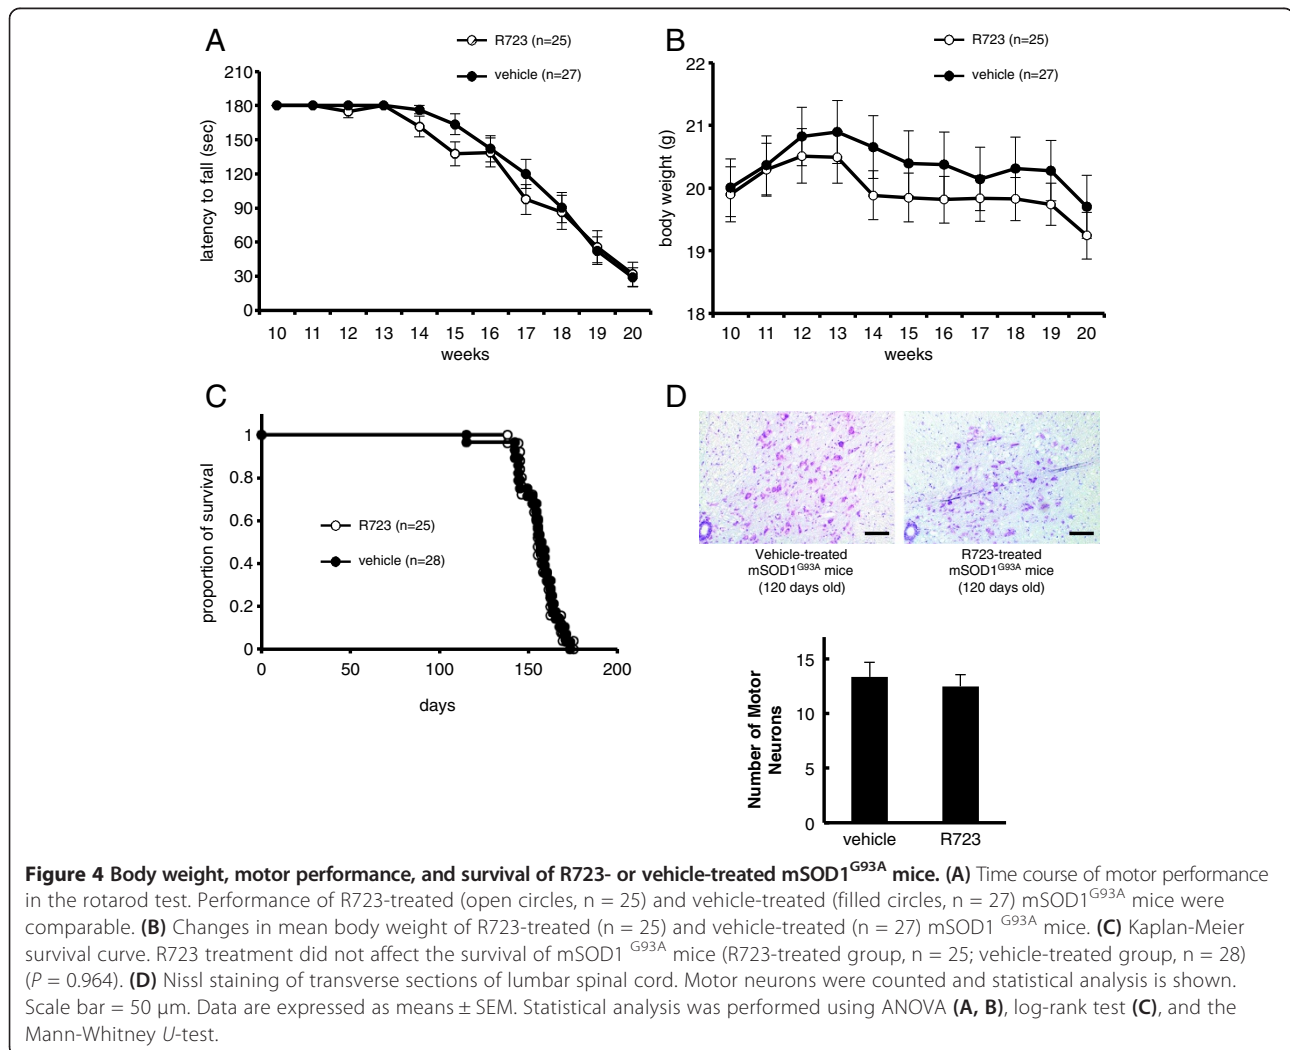 A
R723 (n=25)
vehicle (n=27)
210
180
150
120
90
60
30
0
latency to fall (sec)
10 11 12 13 14 15 16 17 18 19 20
weeks
B
R723 (n=25)
vehicle (n=27)
22
21
20
19
18
body weight (g)
10 11 12 13 14 15 16 17 18 19 20
weeks
C
1
0.8
0.6
0.4
0.2
0
proportion of survival
R723 (n=25)
vehicle (n=28)
0 50 100 150 200
days
D
Vehicle-treated
mSOD1G93A mice
(120 days old)
R723-treated
mSOD1G93A mice
(120 days old)
15
10
5
0
Number of Motor
Neurons
vehicle R723
Figure 4 Body weight, motor performance, and survival of R723- or vehicle-treated mSOD1G93A mice. (A) Time course of motor performance
in the rotarod test. Performance of R723-treated (open circles, n = 25) and vehicle-treated (filled circles, n = 27) mSOD1G93A mice were
comparable. (B) Changes in mean body weight of R723-treated (n = 25) and vehicle-treated (n = 27) mSOD1 G93A mice. (C) Kaplan-Meier
survival curve. R723 treatment did not affect the survival of mSOD1 G93A mice (R723-treated group, n = 25; vehicle-treated group, n = 28)
(P = 0.964). (D) Nissl staining of transverse sections of lumbar spinal cord. Motor neurons were counted and statistical analysis is shown.
Scale bar = 50 μm. Data are expressed as means ± SEM. Statistical analysis was performed using ANOVA (A, B), log-rank test (C), and the
Mann-Whitney U-test.